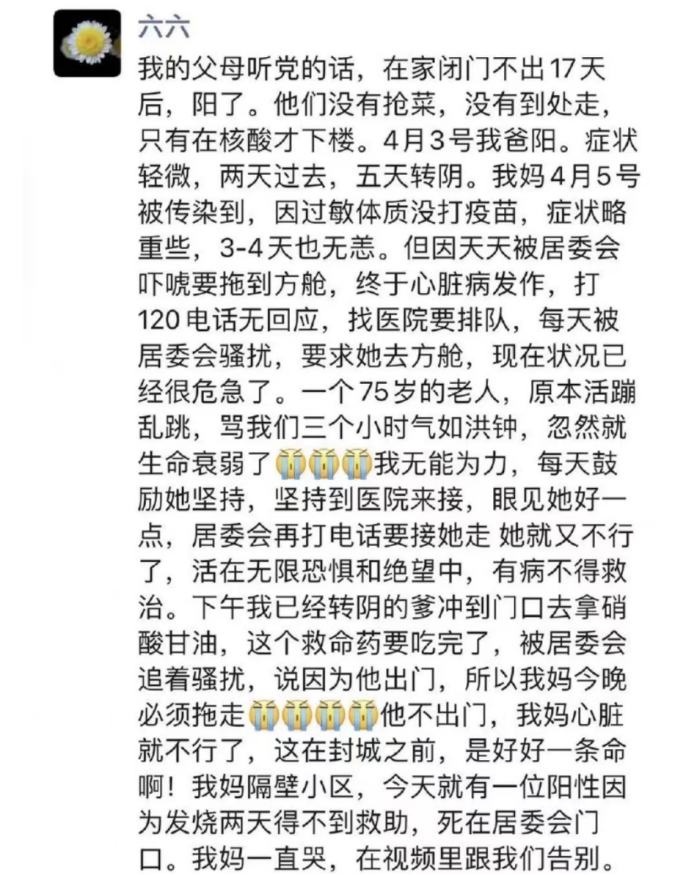 六六
我的父母听党的话，在家闭门不出17天
后，阳了。他们没有抢菜，没有到处走，
只有在核酸才下楼。4月3号我爸阳。症状
轻微，两天过去，五天转阴。我妈4月5号
被传染到，因过敏体质没打疫苗，症状略
重些，3-4天也无恙。但因天天被居委会
吓唬要拖到方舱，终于心脏病发作，打
120电话无回应，找医院要排队，每天被
居委会骚扰，要求她去方舱，现在状况已
经很危急了。一个75岁的老人，原本活蹦
乱跳，骂我们三个小时气如洪钟，忽然就
生命衰弱了😭😭😭我无能为力，每天鼓
励她坚持，坚持到医院来接，眼见她好一
点，居委会再打电话要接她走 她就又不行
了，活在无限恐惧和绝望中，有病不得救
治。下午我已经转阴的爹冲到门口去拿硝
酸甘油，这个救命药要吃完了，被居委会
追着骚扰，说因为他出门，所以我妈今晚
必须拖走😭😭😭😭他不出门，我妈心脏
就不行了，这在封城之前，是好好一条命
啊！我妈隔壁小区，今天就有一位阳性因
为发烧两天得不到救助，死在居委会门
口。我妈一直哭，在视频里跟我们告别。